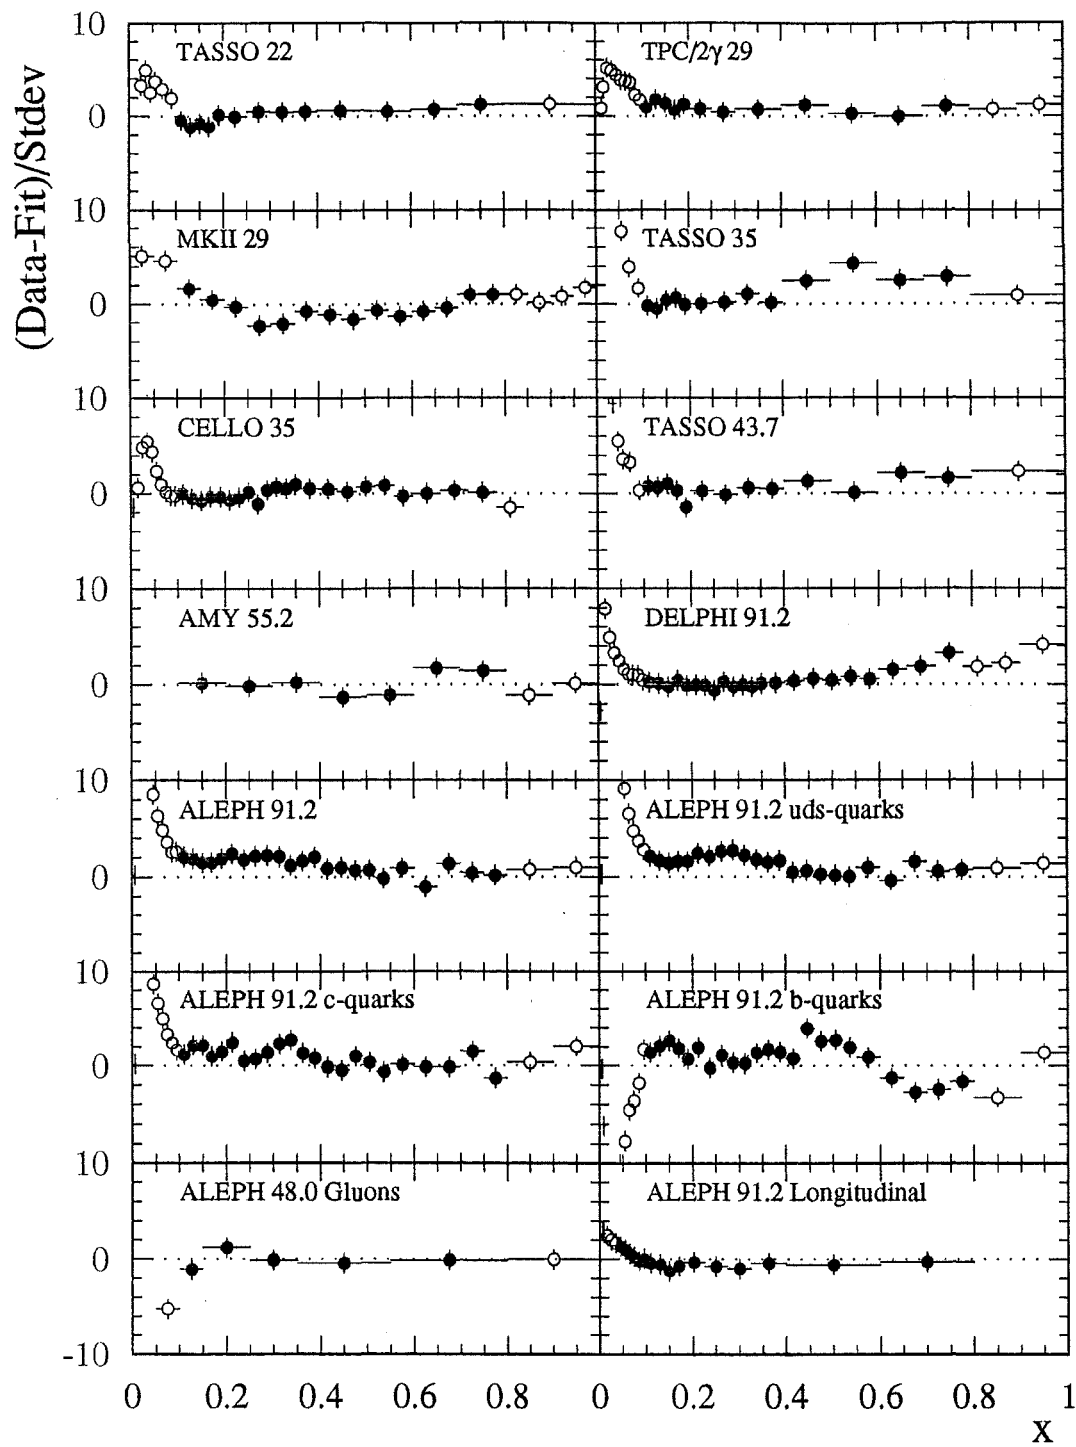 (Data-Fit)/Stdev
10
TASSO 22
TPC/2γ 29
0
10
MKII 29
TASSO 35
0
10
CELLO 35
TASSO 43.7
0
10
AMY 55.2
DELPHI 91.2
0
10
ALEPH 91.2
ALEPH 91.2 uds-quarks
0
10
ALEPH 91.2 c-quarks
ALEPH 91.2 b-quarks
0
10
ALEPH 48.0 Gluons
ALEPH 91.2 Longitudinal
0
-10
0 0.2 0.4 0.6 0.8 0 0.2 0.4 0.6 0.8 1
X